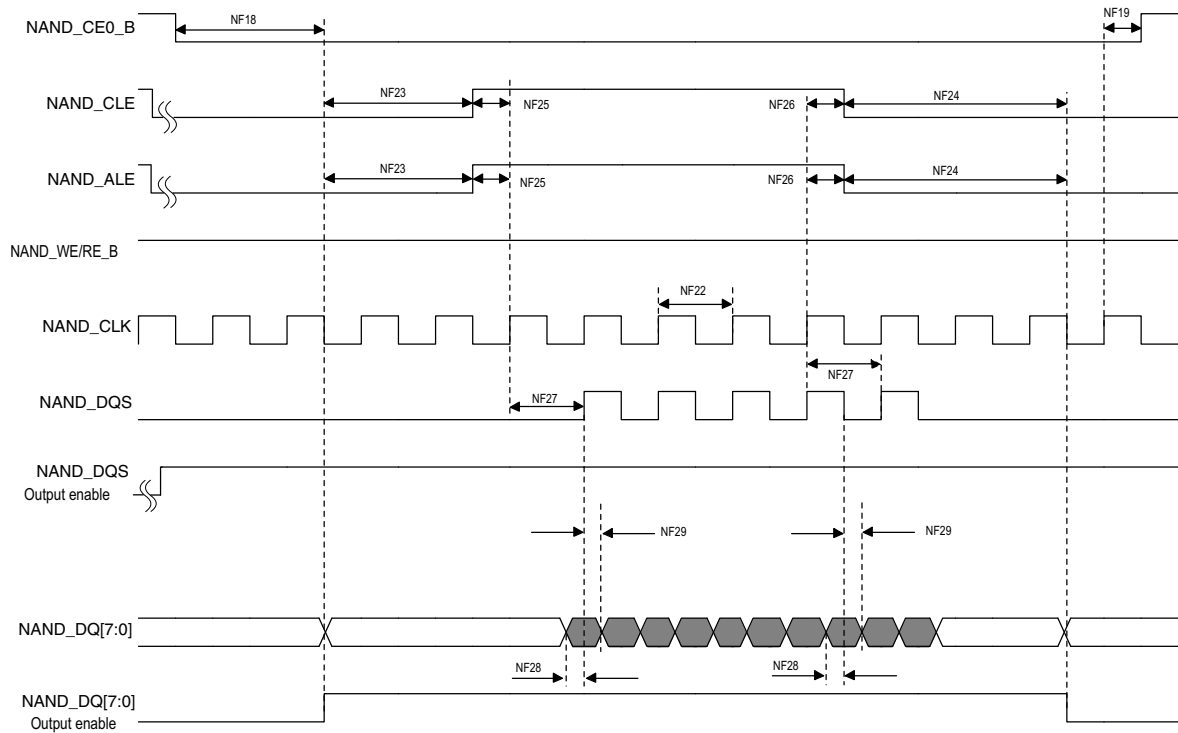 NF18
NF19
NAND_CE0_B
NF23
NF25
NF26
NF24
NAND_CLE
NF23
NF25
NF26
NF24
NAND_ALE
NAND_WE/RE_B
NF22
NAND_CLK
NF27
NAND_DQS
NF27
NAND_DQS
Output enable
NF29
NF29
NAND_DQ[7:0]
NF28
NF28
NAND_DQ[7:0]
Output enable